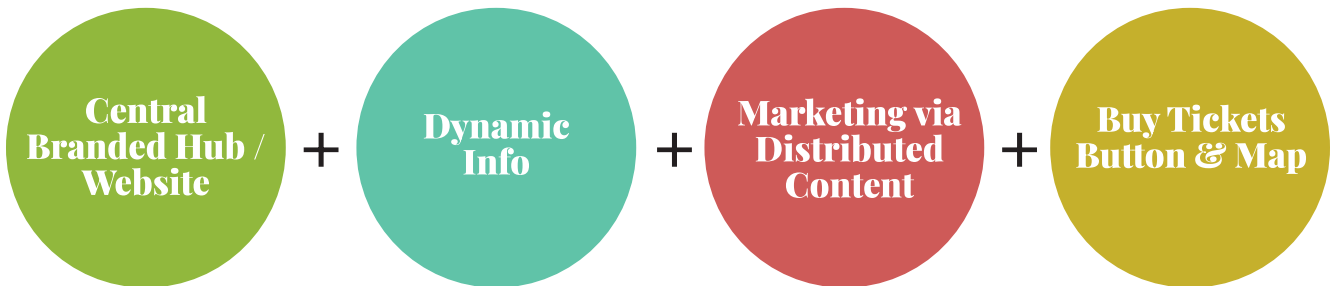 Central
Branded Hub /
Website
+
Dynamic
Info
+
Marketing via
Distributed
Content
+
Buy Tickets
Button & Map